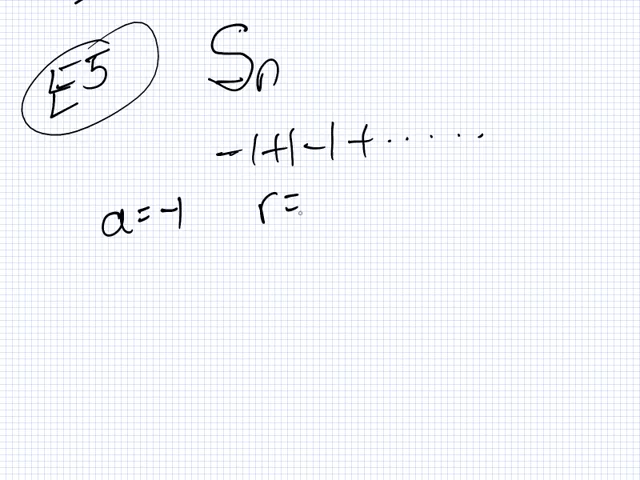 E5 Sn
-1+1-1+......
a=-1 r=